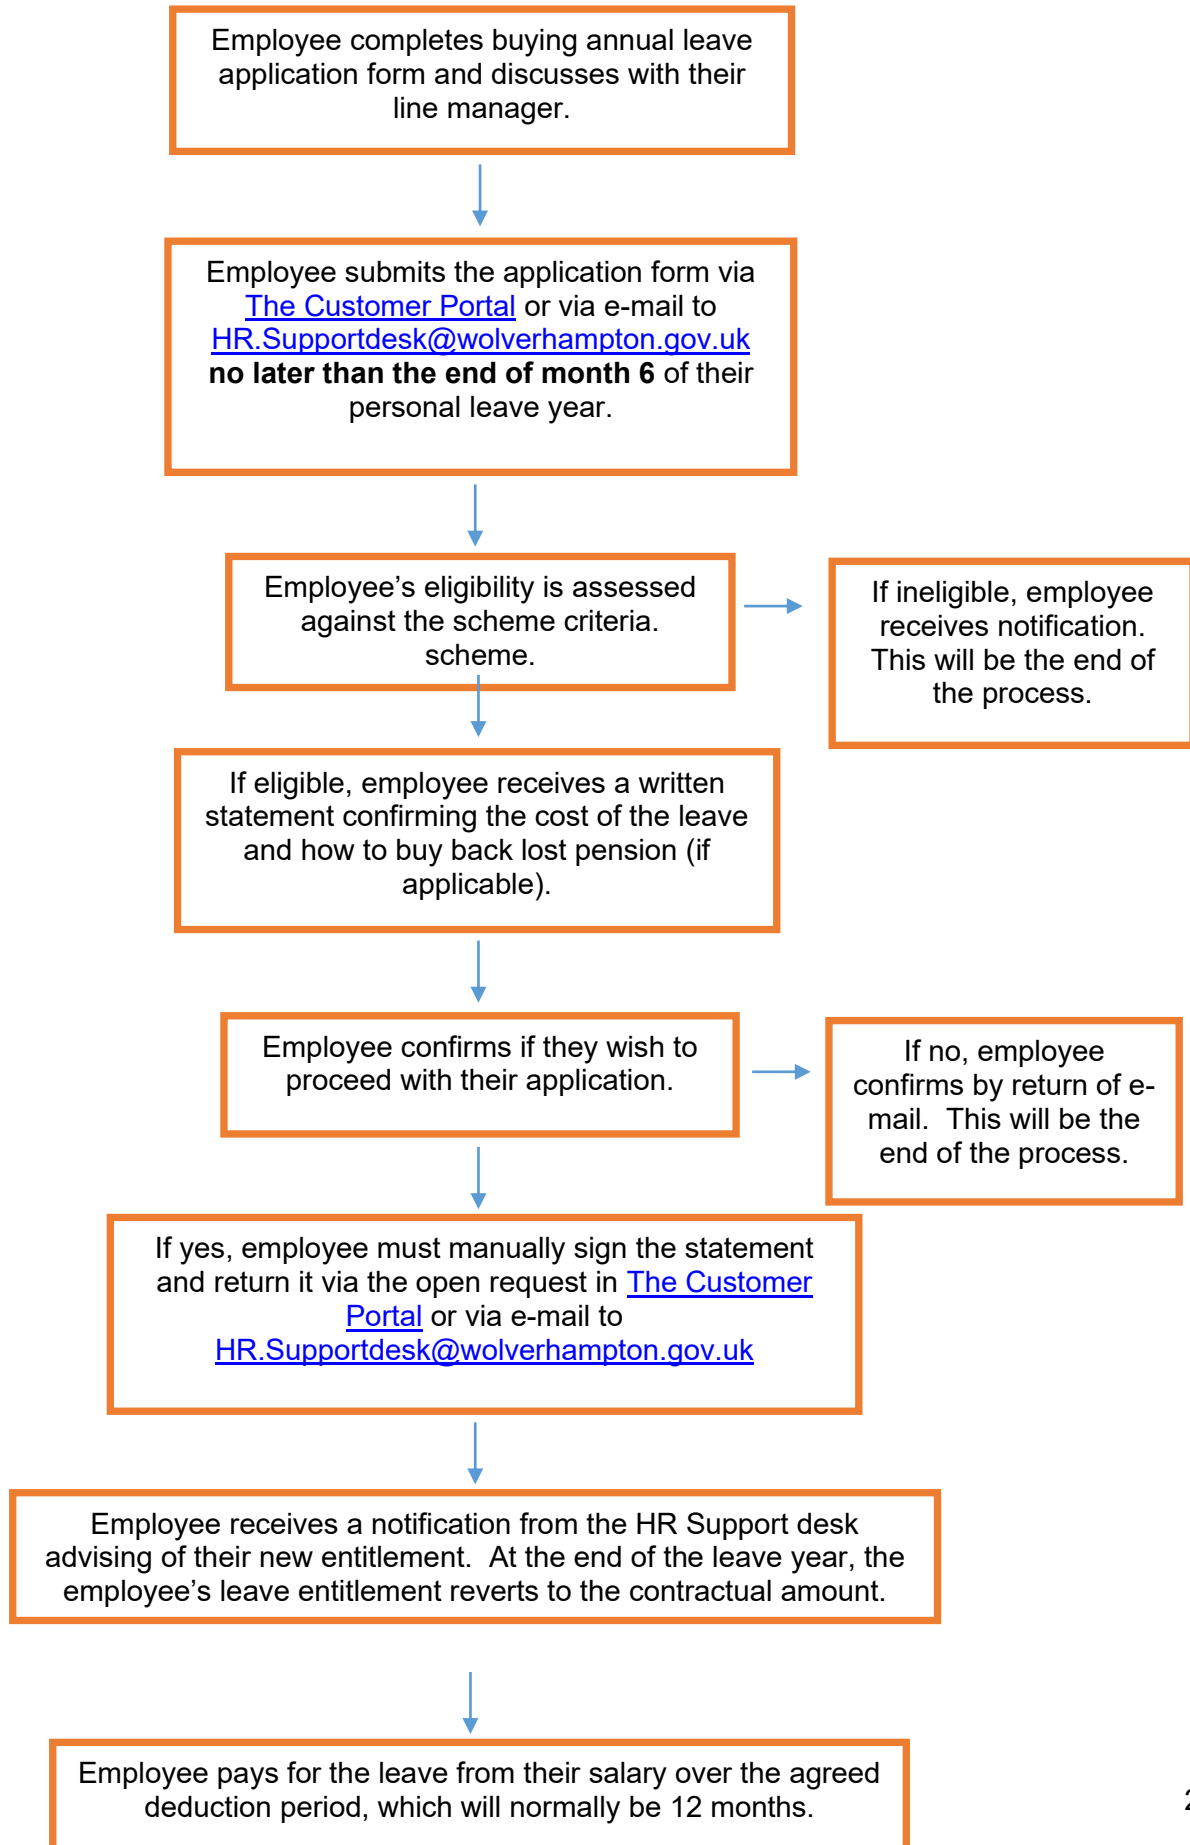 Employee completes buying annual leave
application form and discusses with their
line manager.
Employee submits the application form via
The Customer Portal or via e-mail to
HR.Supportdesk@wolverhampton.gov.uk
no later than the end of month 6 of their
personal leave year.
Employee’s eligibility is assessed
against the scheme criteria.
scheme.
If ineligible, employee
receives notification.
This will be the end of
the process.
If eligible, employee receives a written
statement confirming the cost of the leave
and how to buy back lost pension (if
applicable).
Employee confirms if they wish to
proceed with their application.
If no, employee
confirms by return of e-
mail.  This will be the
end of the process.
If yes, employee must manually sign the statement
and return it via the open request in The Customer
Portal or via e-mail to
HR.Supportdesk@wolverhampton.gov.uk
Employee receives a notification from the HR Support desk
advising of their new entitlement.  At the end of the leave year, the
employee’s leave entitlement reverts to the contractual amount.
Employee pays for the leave from their salary over the agreed
deduction period, which will normally be 12 months.